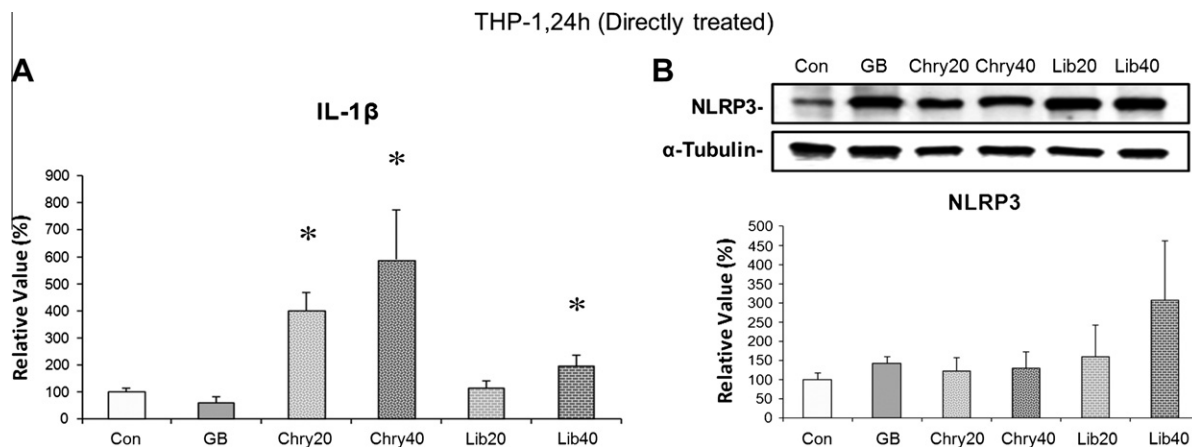 THP-1,24h (Directly treated)
A
IL-1β
Relative Value (%)
900
800
700
600
500
400
300
200
100
0
* * *
Con GB Chry20 Chry40 Lib20 Lib40
B
Con GB Chry20 Chry40 Lib20 Lib40
NLRP3-
α-Tubulin-
NLRP3
Relative Value (%)
500
450
400
350
300
250
200
150
100
50
0
Con GB Chry20 Chry40 Lib20 Lib40